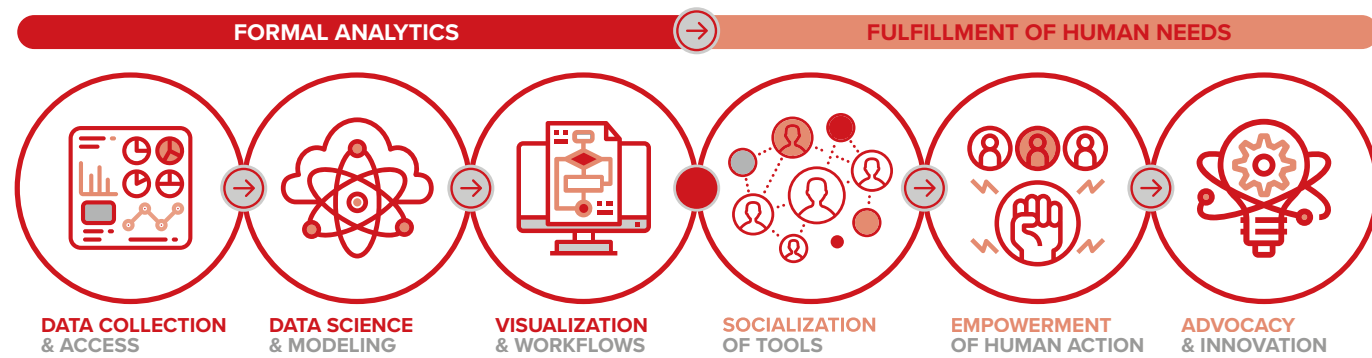 FORMAL ANALYTICS
FULFILLMENT OF HUMAN NEEDS
DATA COLLECTION
& ACCESS
DATA SCIENCE
& MODELING
VISUALIZATION
& WORKFLOWS
SOCIALIZATION
OF TOOLS
EMPOWERMENT
OF HUMAN ACTION
ADVOCACY
& INNOVATION